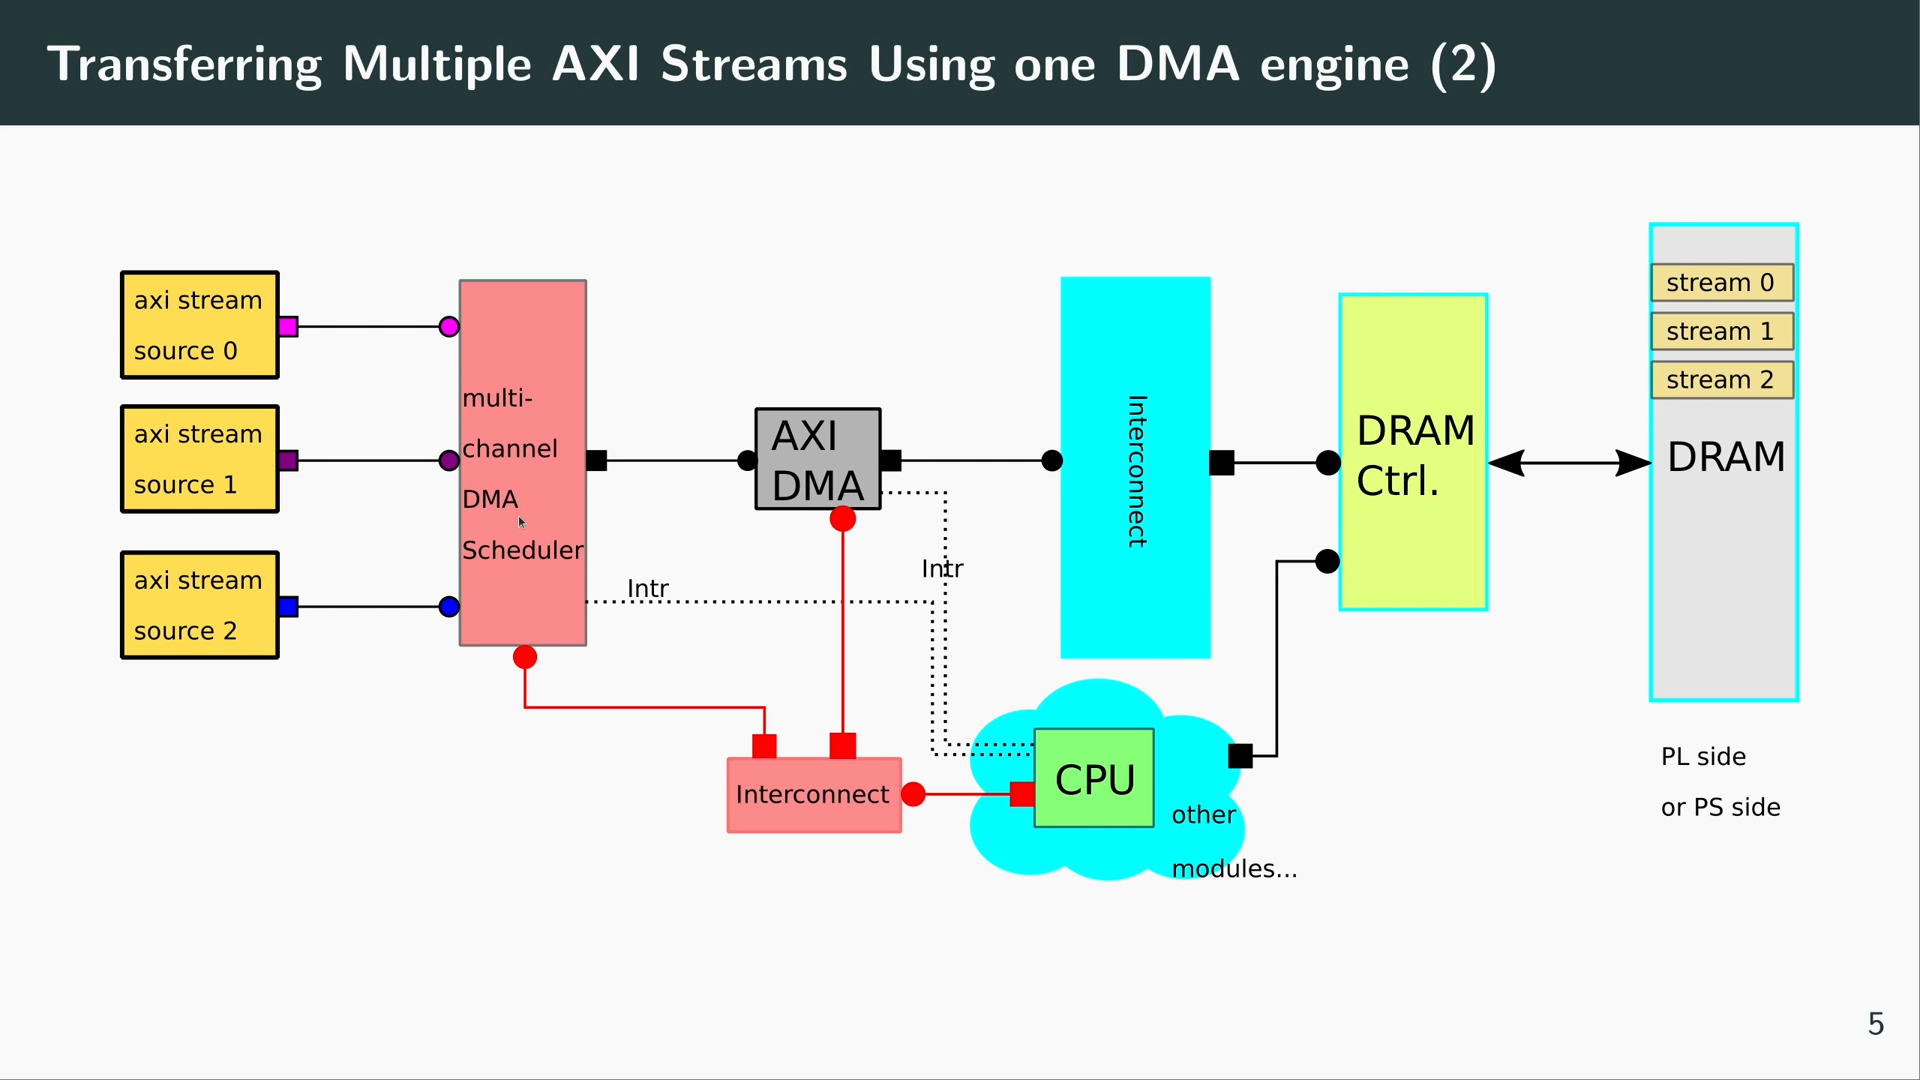 Transferring Multiple AXI Streams Using one DMA engine (2)
axi stream
source 0
axi stream
source 1
axi stream
source 2
multi-
channel
DMA
Scheduler
AXI
DMA
Intr
Intr
Interconnect
Interconnect
CPU
other
modules...
DRAM
Ctrl.
stream 0
stream 1
stream 2
DRAM
PL side
or PS side
5